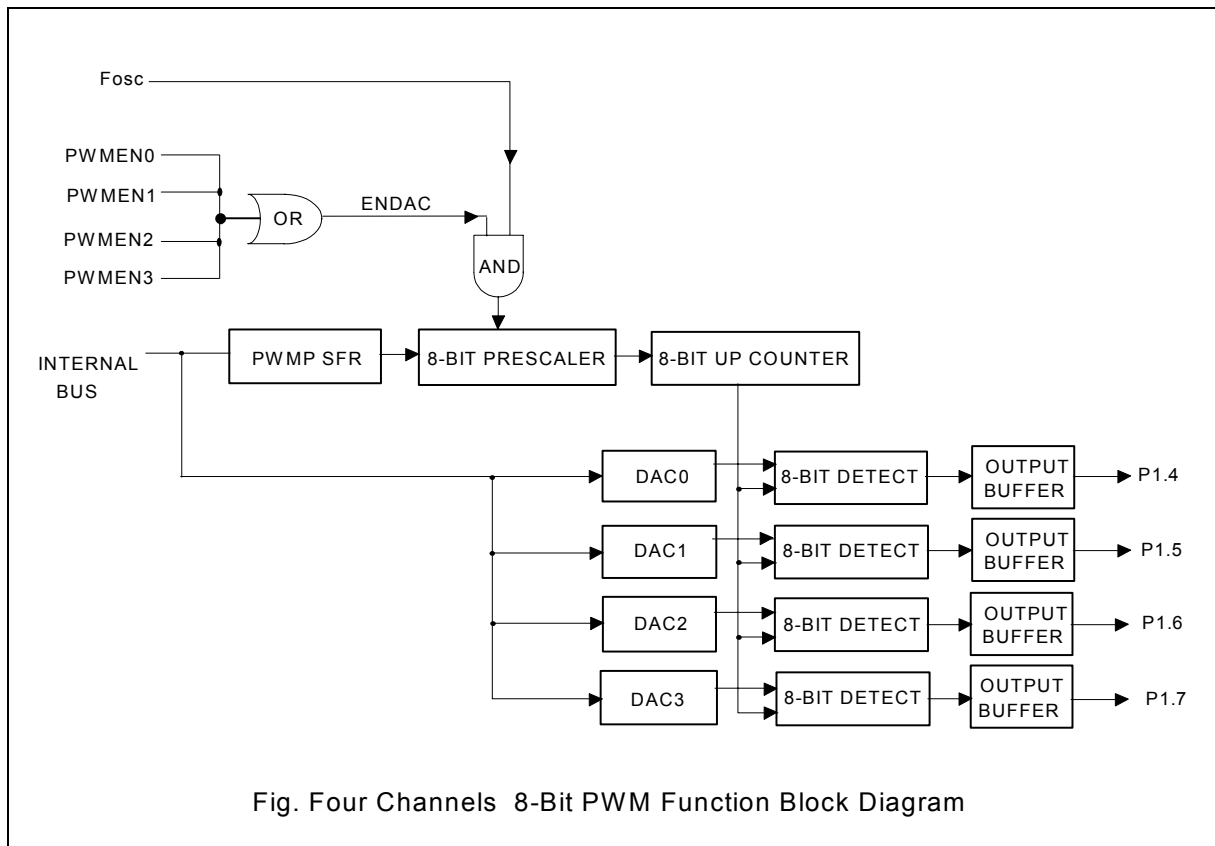 Fosc
PWMEN0
PWMEN1
PWMEN2
PWMEN3
OR
ENDAC
AND
INTERNAL
BUS
PWMP SFR
8-BIT PRESCALER
8-BIT UP COUNTER
DAC0
8-BIT DETECT
OUTPUT
BUFFER
P1.4
DAC1
8-BIT DETECT
OUTPUT
BUFFER
P1.5
DAC2
8-BIT DETECT
OUTPUT
BUFFER
P1.6
DAC3
8-BIT DETECT
OUTPUT
BUFFER
P1.7
Fig. Four Channels 8-Bit PWM Function Block Diagram